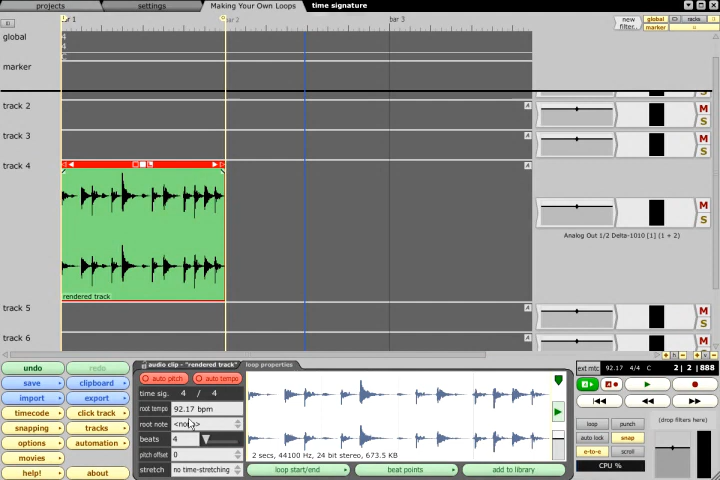 projects
settings
Making Your Own Loops
time signature
bar 1
bar 2
bar 3
new filter...
global
racks
marker
global
4
4
C
marker
track 2
A
M
S
track 3
A
M
S
track 4
A
M
S
Analog Out 1/2 Delta-1010 [1] (1 + 2)
rendered track
track 5
A
M
S
track 6
A
M
h
v
undo
redo
save
clipboard
import
export
timecode
click track
snapping
tracks
options
automation
movies
help!
about
audio clip - "rendered track"
loop properties
auto pitch
auto tempo
time sig.
4 / 4
root tempo
92.17 bpm
root note
<none>
beats
4
pitch offset
0
stretch
no time-stretching
2 secs, 44100 Hz, 24 bit stereo, 673.5 KB
loop start/end
beat points
add to library
ext mtc
92.17
4/4
C
2| 2 |888
A
A
loop
punch
auto lock
snap
e-to-e
scroll
CPU %
(drop filters here)